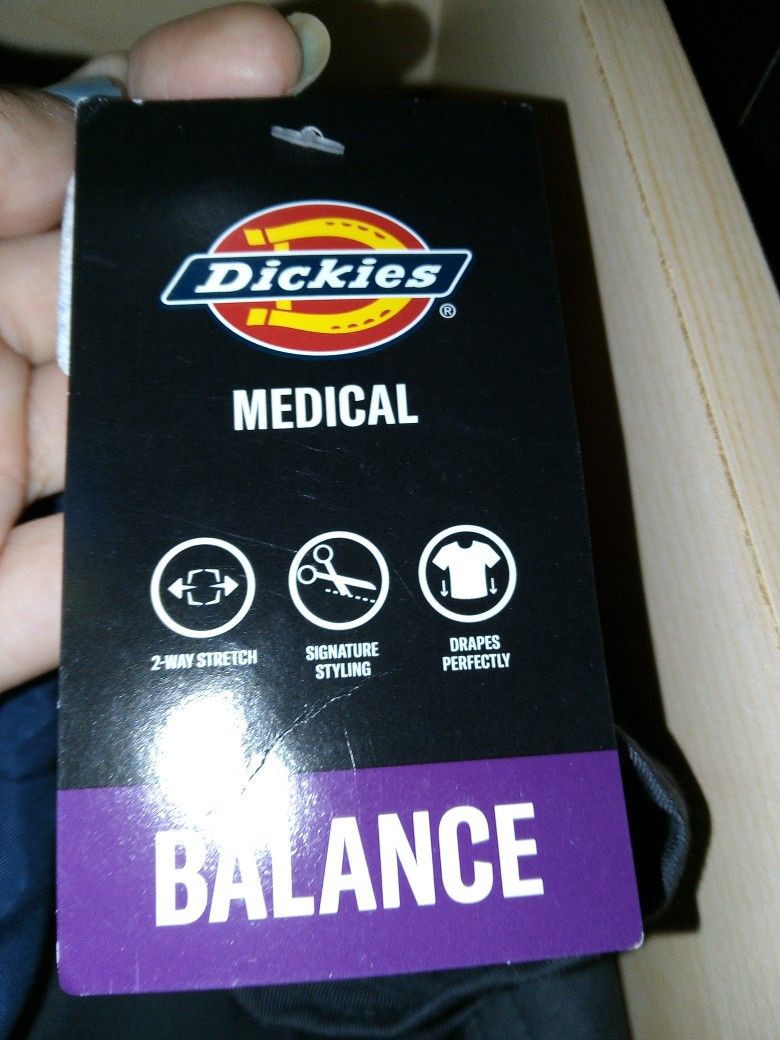 Dickies®
MEDICAL
2-WAY STRETCH
SIGNATURE
STYLING
DRAPES
PERFECTLY
BALANCE